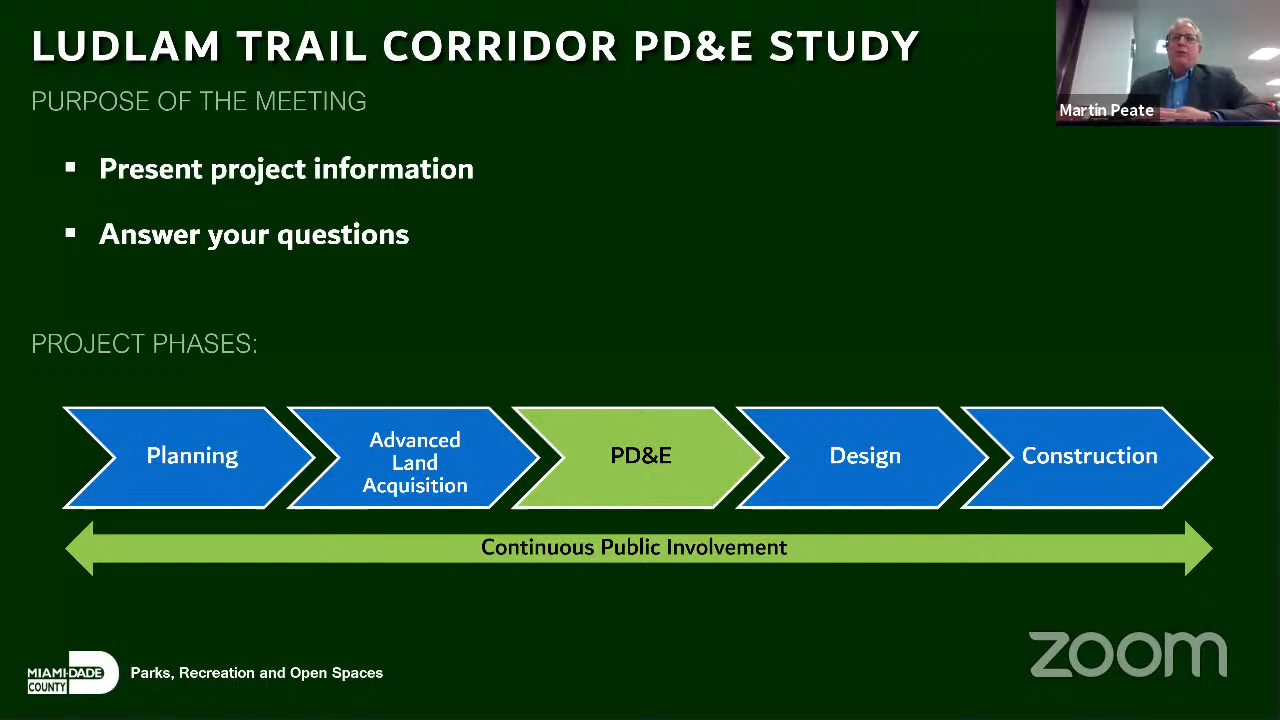 LUDLAM TRAIL CORRIDOR PD&E STUDY
PURPOSE OF THE MEETING
Martin Peate
▪ Present project information
▪ Answer your questions
PROJECT PHASES:
Planning
Advanced
Land
Acquisition
PD&E
Design
Construction
Continuous Public Involvement
MIAMI-DADE
COUNTY
Parks, Recreation and Open Spaces
zoom